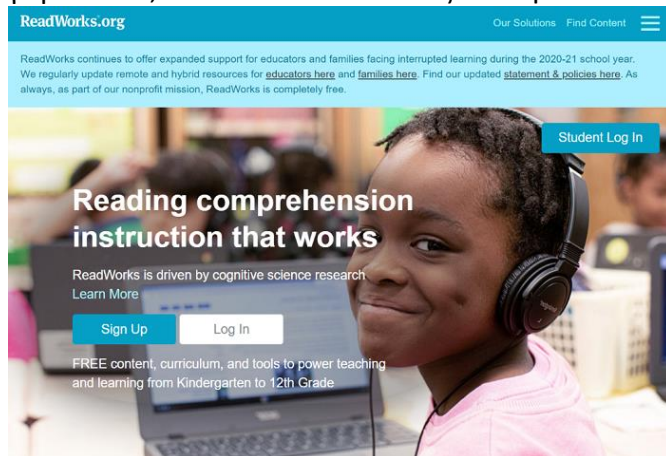 ReadWorks.org
Our Solutions Find Content
ReadWorks continues to offer expanded support for educators and families facing interrupted learning during the 2020-21 school year.
We regularly update remote and hybrid resources for educators here and families here. Find our updated statement & policies here. As
always, as part of our nonprofit mission, ReadWorks is completely free.
Student Log In
Reading comprehension
instruction that works
ReadWorks is driven by cognitive science research
Learn More
Sign Up Log In
FREE content, curriculum, and tools to power teaching
and learning from Kindergarten to 12th Grade